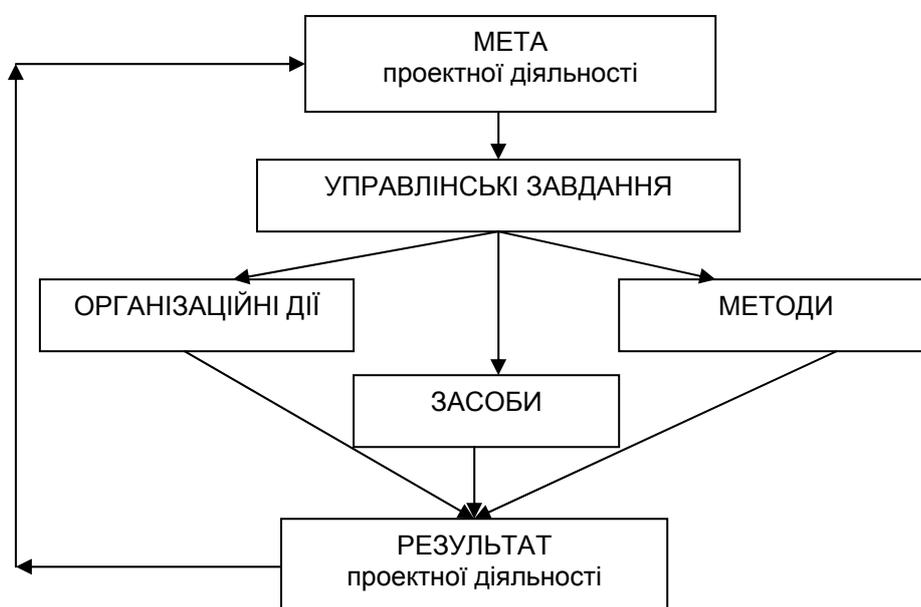 МЕТА
проектної діяльності
УПРАВЛІНСЬКІ ЗАВДАННЯ
ОРГАНІЗАЦІЙНІ ДІЇ
МЕТОДИ
ЗАСОБИ
РЕЗУЛЬТАТ
проектної діяльності